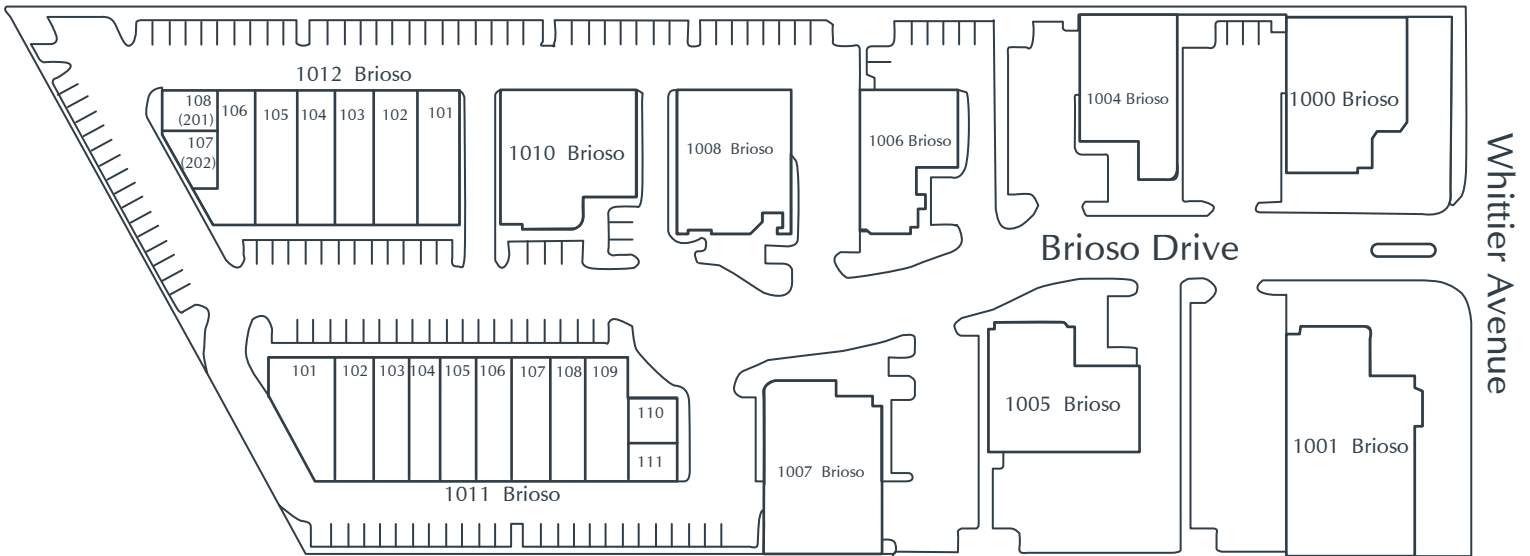 1012 Brioso
108
(201)
107
(202)
106
105
104
103
102
101
1010 Brioso
1008 Brioso
1006 Brioso
1004 Brioso
1000 Brioso
Brioso Drive
Whittier Avenue
101
102
103
104
105
106
107
108
109
110
111
1011 Brioso
1007 Brioso
1005 Brioso
1001 Brioso